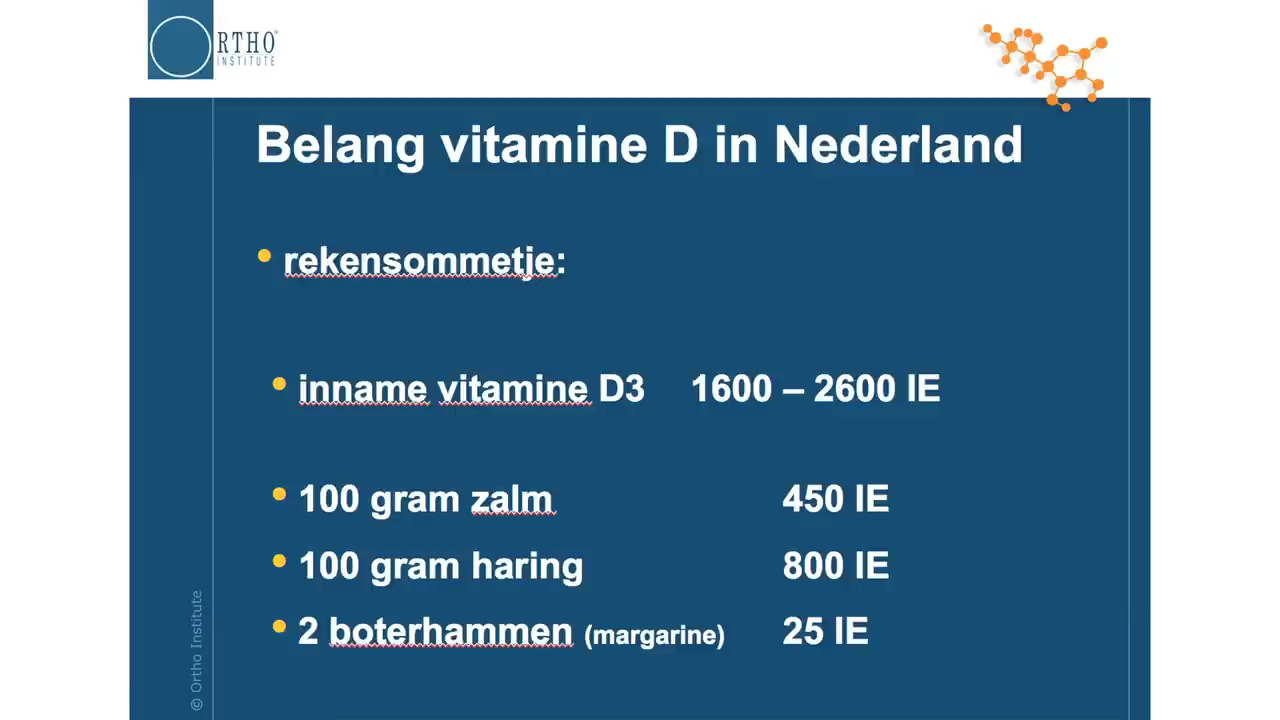 ORTHO
INSTITUTE
Belang vitamine D in Nederland
• rekensommetje:
• inname vitamine D3 1600 – 2600 IE
• 100 gram zalm 450 IE
• 100 gram haring 800 IE
• 2 boterhammen (margarine) 25 IE
© Ortho Institute